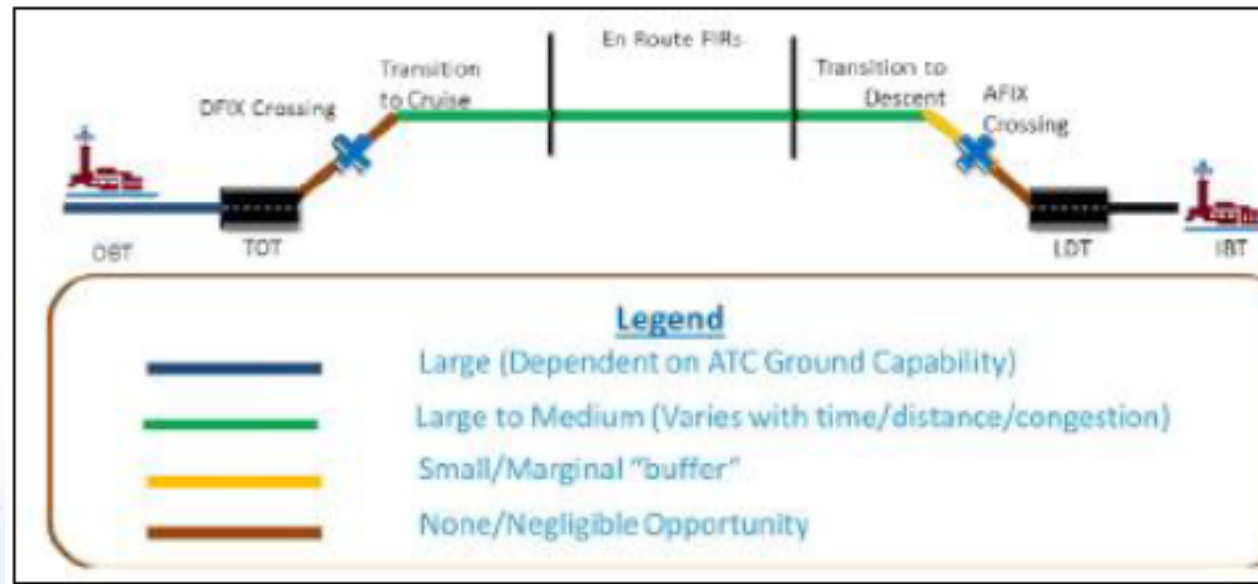 En Route FIRs
Transition
to Cruise
Transition to
Descent
DFIX Crossing
AFIX
Crossing
OBT
TOT
LDT
IBT
Legend
Large (Dependent on ATC Ground Capability)
Large to Medium (Varies with time/distance/congestion)
Small/Marginal “buffer”
None/Negligible Opportunity